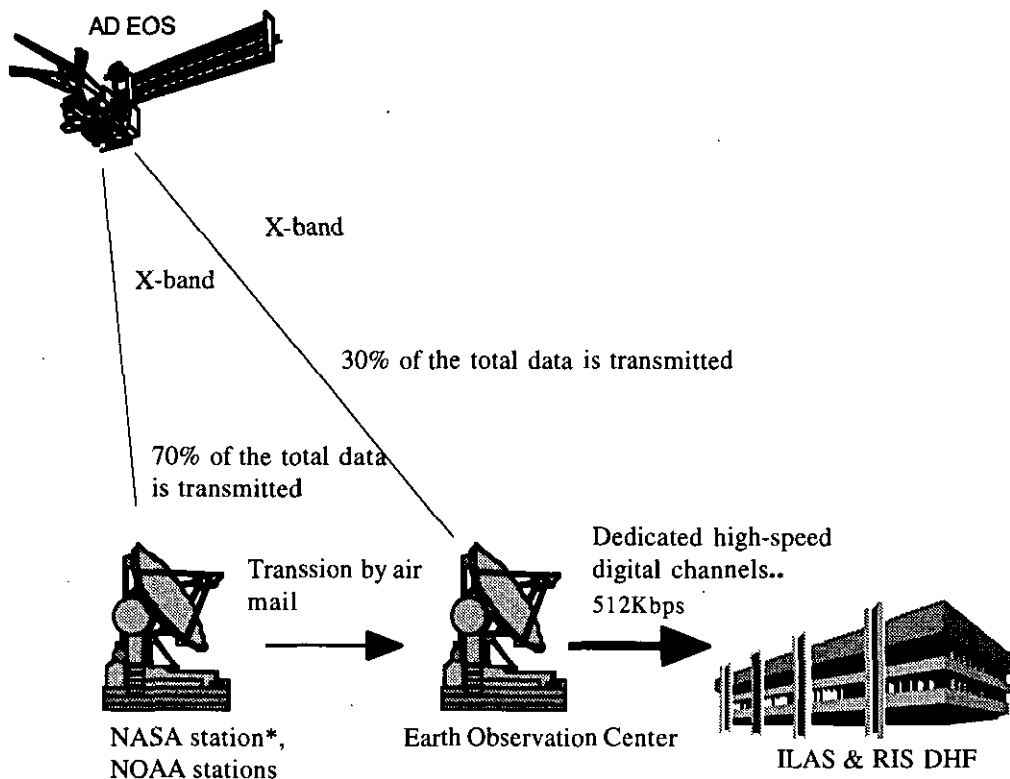 AD EOS
X-band
X-band
30% of the total data is transmitted
70% of the total data
is transmitted
Transsion by air
mail
Dedicated high-speed
digital channels..
512Kbps
NASA station*,
NOAA stations
Earth Observation Center
ILAS & RIS DHF